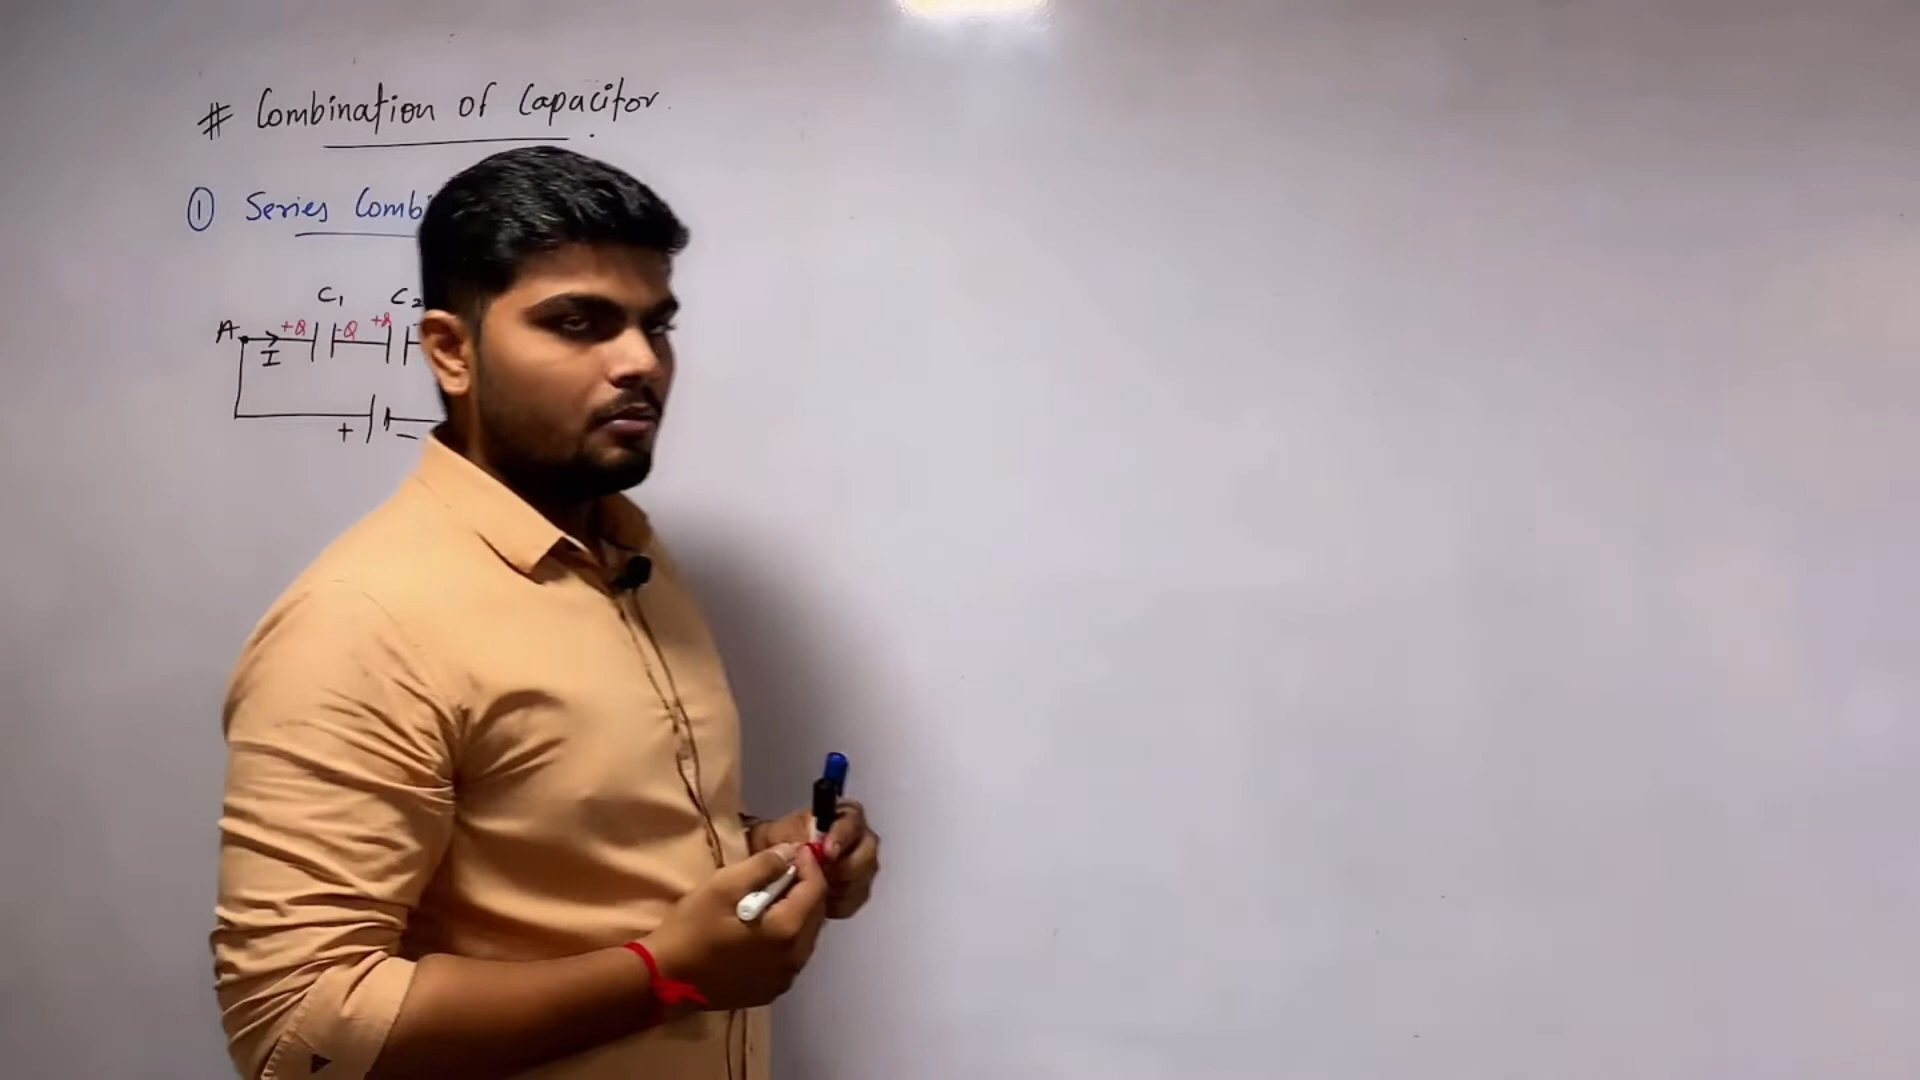 # Combination of Capacitor
① Series Combi
C₁ C₂
A +Q -Q +Q
I
+ -